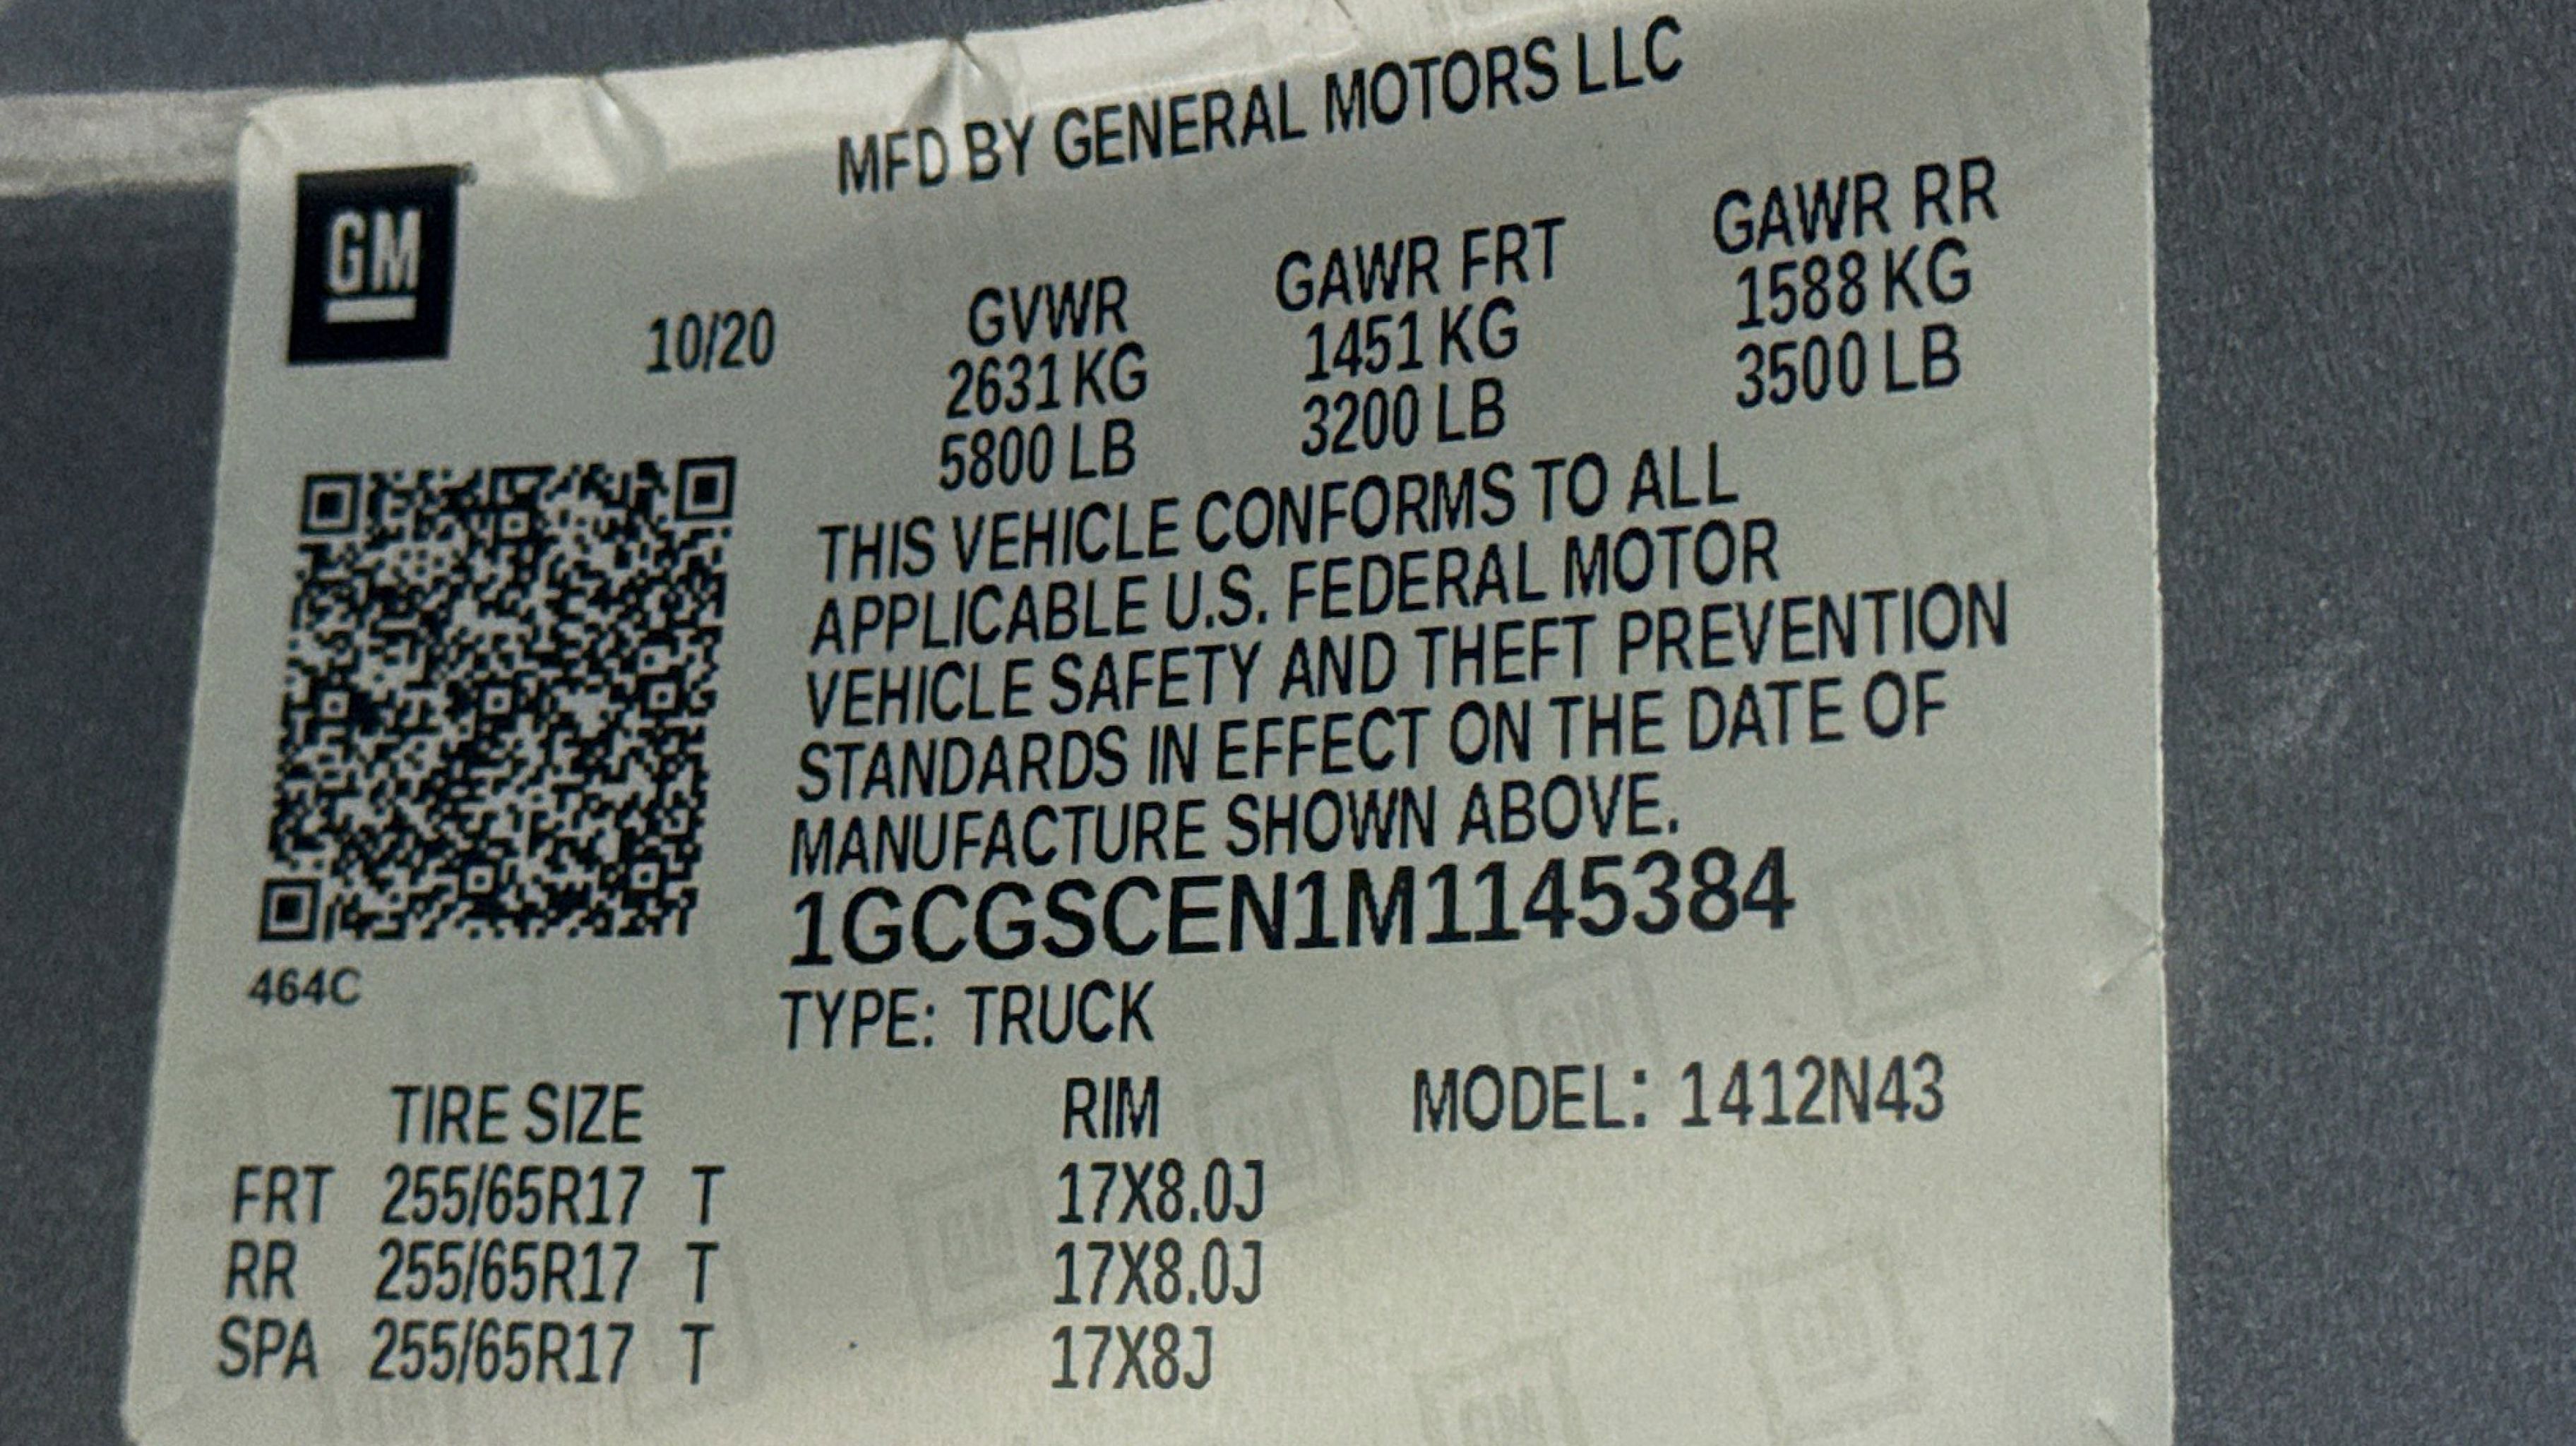 MFD BY GENERAL MOTORS LLC
GM
10/20
GVWR GAWR FRT GAWR RR
2631 KG 1451 KG 1588 KG
5800 LB 3200 LB 3500 LB
THIS VEHICLE CONFORMS TO ALL
APPLICABLE U.S. FEDERAL MOTOR
VEHICLE SAFETY AND THEFT PREVENTION
STANDARDS IN EFFECT ON THE DATE OF
MANUFACTURE SHOWN ABOVE.
1GCGSCEN1M1145384
464C
TYPE: TRUCK
TIRE SIZE RIM MODEL: 1412N43
FRT 255/65R17 T 17X8.0J
RR 255/65R17 T 17X8.0J
SPA 255/65R17 T 17X8J